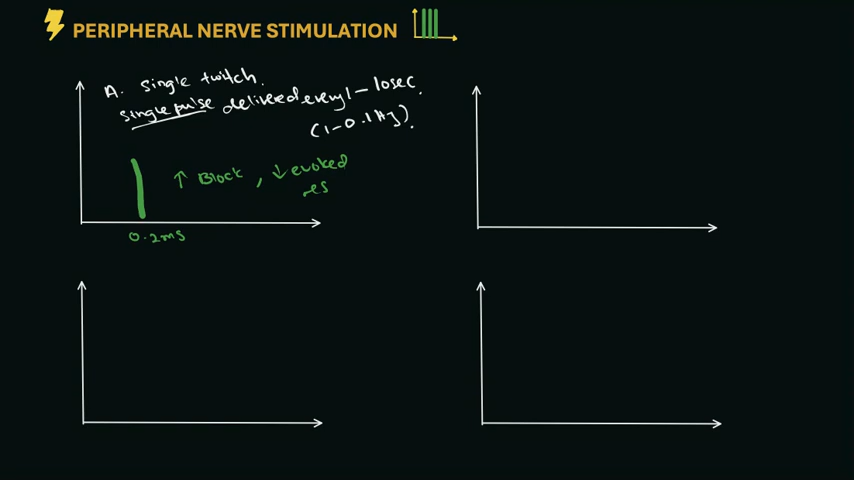 PERIPHERAL NERVE STIMULATION
A. Single twitch.
single pulse delivered every 1-10sec.
(1-0.1Hz).
↑ Block, ↓ evoked
res
0.2ms